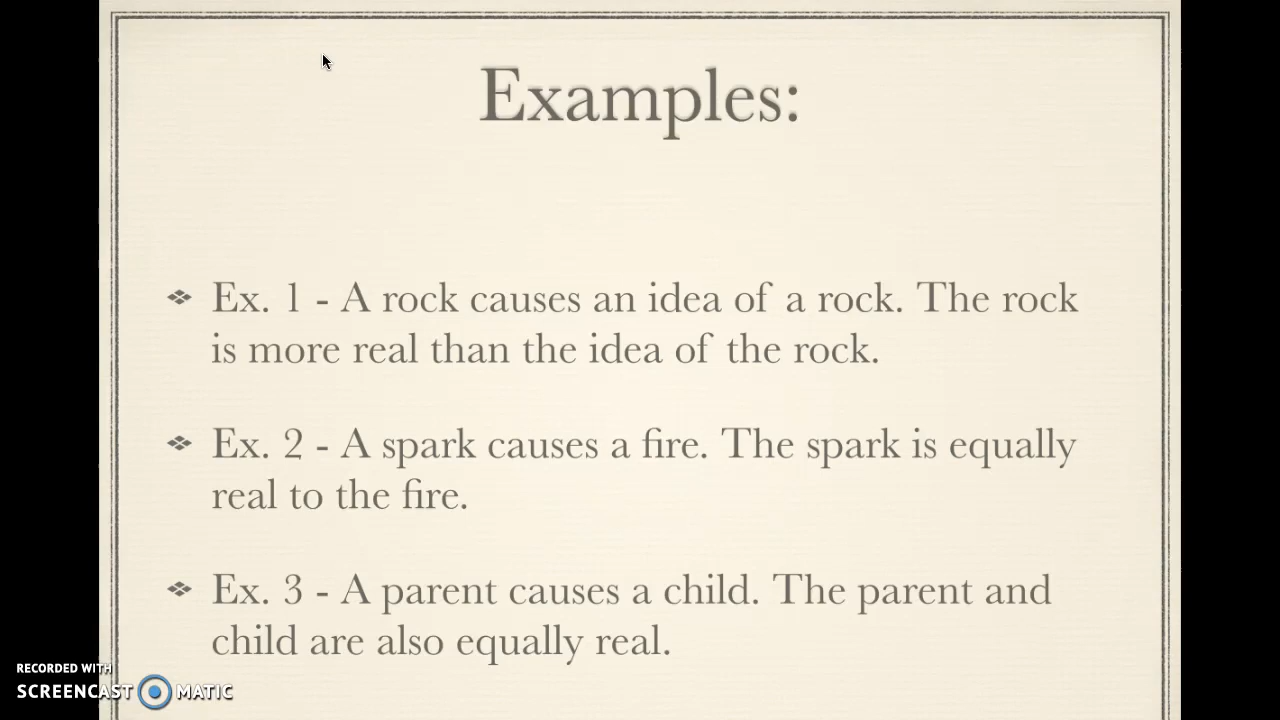 Examples:
Ex. 1 - A rock causes an idea of a rock. The rock
is more real than the idea of the rock.
Ex. 2 - A spark causes a fire. The spark is equally
real to the fire.
Ex. 3 - A parent causes a child. The parent and
child are also equally real.
RECORDED WITH
SCREENCAST MATIC